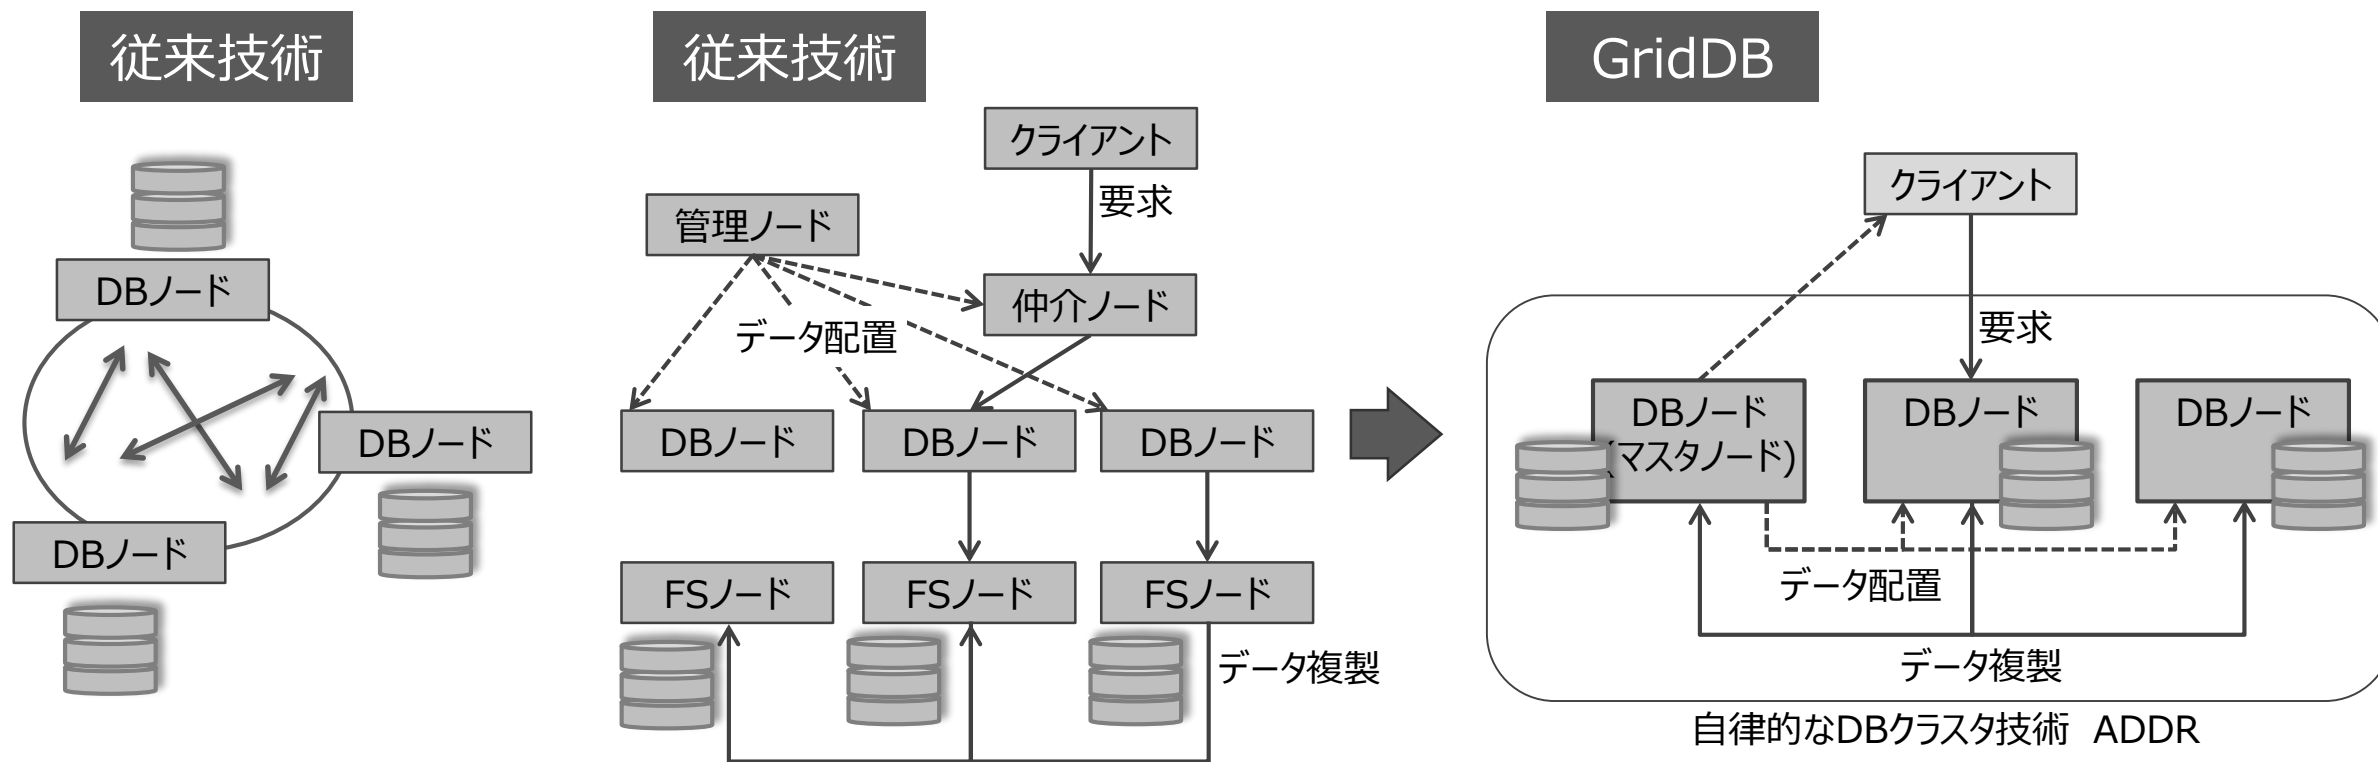 従来技術
DBノード
DBノード
DBノード
従来技術
クライアント
要求
管理ノード
仲介ノード
データ配置
DBノード
DBノード
DBノード
FSノード
FSノード
FSノード
データ複製
GridDB
クライアント
要求
DBノード
(マスタノード)
DBノード
DBノード
データ配置
データ複製
自律的なDBクラスタ技術 ADDR